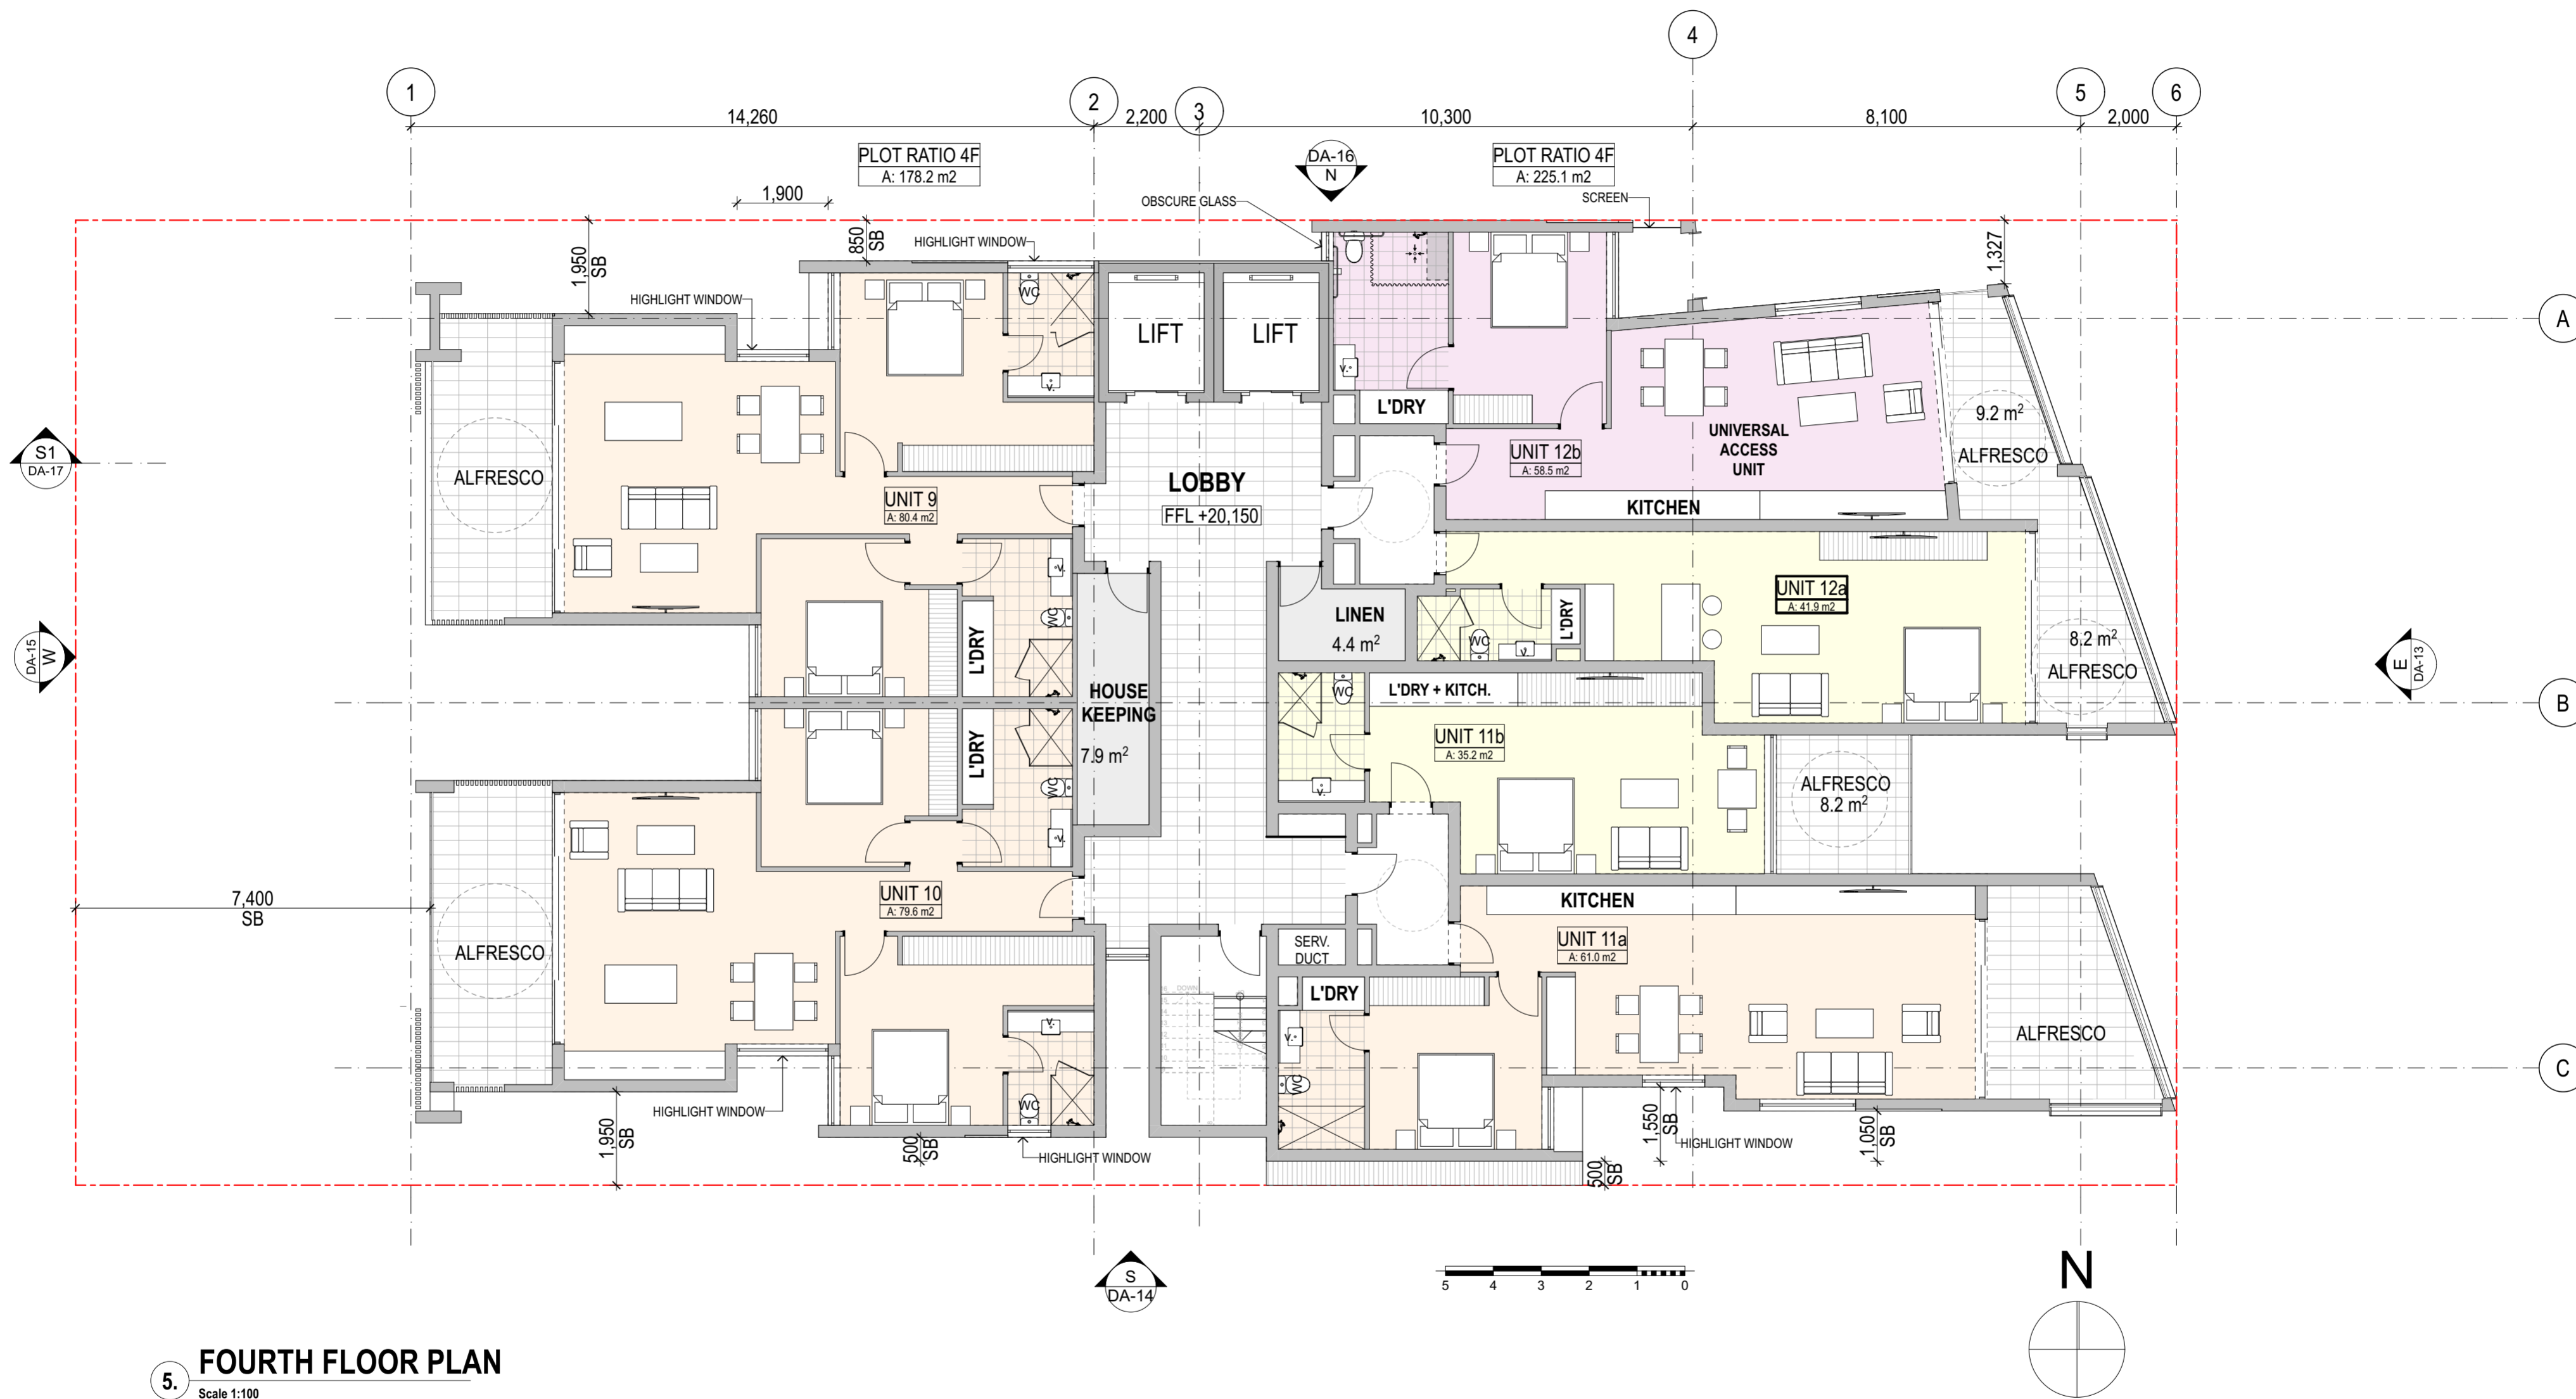 4
1
2
3
5
6
14,260
2,200
10,300
8,100
2,000
PLOT RATIO 4F
A: 178.2 m2
DA-16
N
PLOT RATIO 4F
A: 225.1 m2
1,900
OBSCURE GLASS
SCREEN
1,950
SB
850
SB
HIGHLIGHT WINDOW
1,327
HIGHLIGHT WINDOW
WC
V.
LIFT
LIFT
V.
A
L'DRY
9.2 m²
ALFRESCO
UNIVERSAL
ACCESS
UNIT
UNIT 12b
A: 58.5 m2
S1
DA-17
ALFRESCO
UNIT 9
A: 80.4 m2
LOBBY
FFL +20,150
KITCHEN
V.
WC
L'DRY
UNIT 12a
A: 41.9 m2
LINEN
4.4 m²
WC
V.
L'DRY
8.2 m²
ALFRESCO
DA-15
W
E
DA-13
HOUSE
KEEPING
7.9 m²
WC
L'DRY + KITCH.
B
L'DRY
WC
V.
UNIT 11b
A: 35.2 m2
V.
ALFRESCO
8.2 m²
7,400
SB
UNIT 10
A: 79.6 m2
KITCHEN
ALFRESCO
SERV.
DUCT
UNIT 11a
A: 61.0 m2
L'DRY
DOWN
V.
V.
WC
WC
ALFRESCO
C
HIGHLIGHT WINDOW
1,950
SB
500
SB
HIGHLIGHT WINDOW
1,550
SB
HIGHLIGHT WINDOW
1,050
SB
500
SB
S
DA-14
5 4 3 2 1 0
N
5.
FOURTH FLOOR PLAN
Scale 1:100